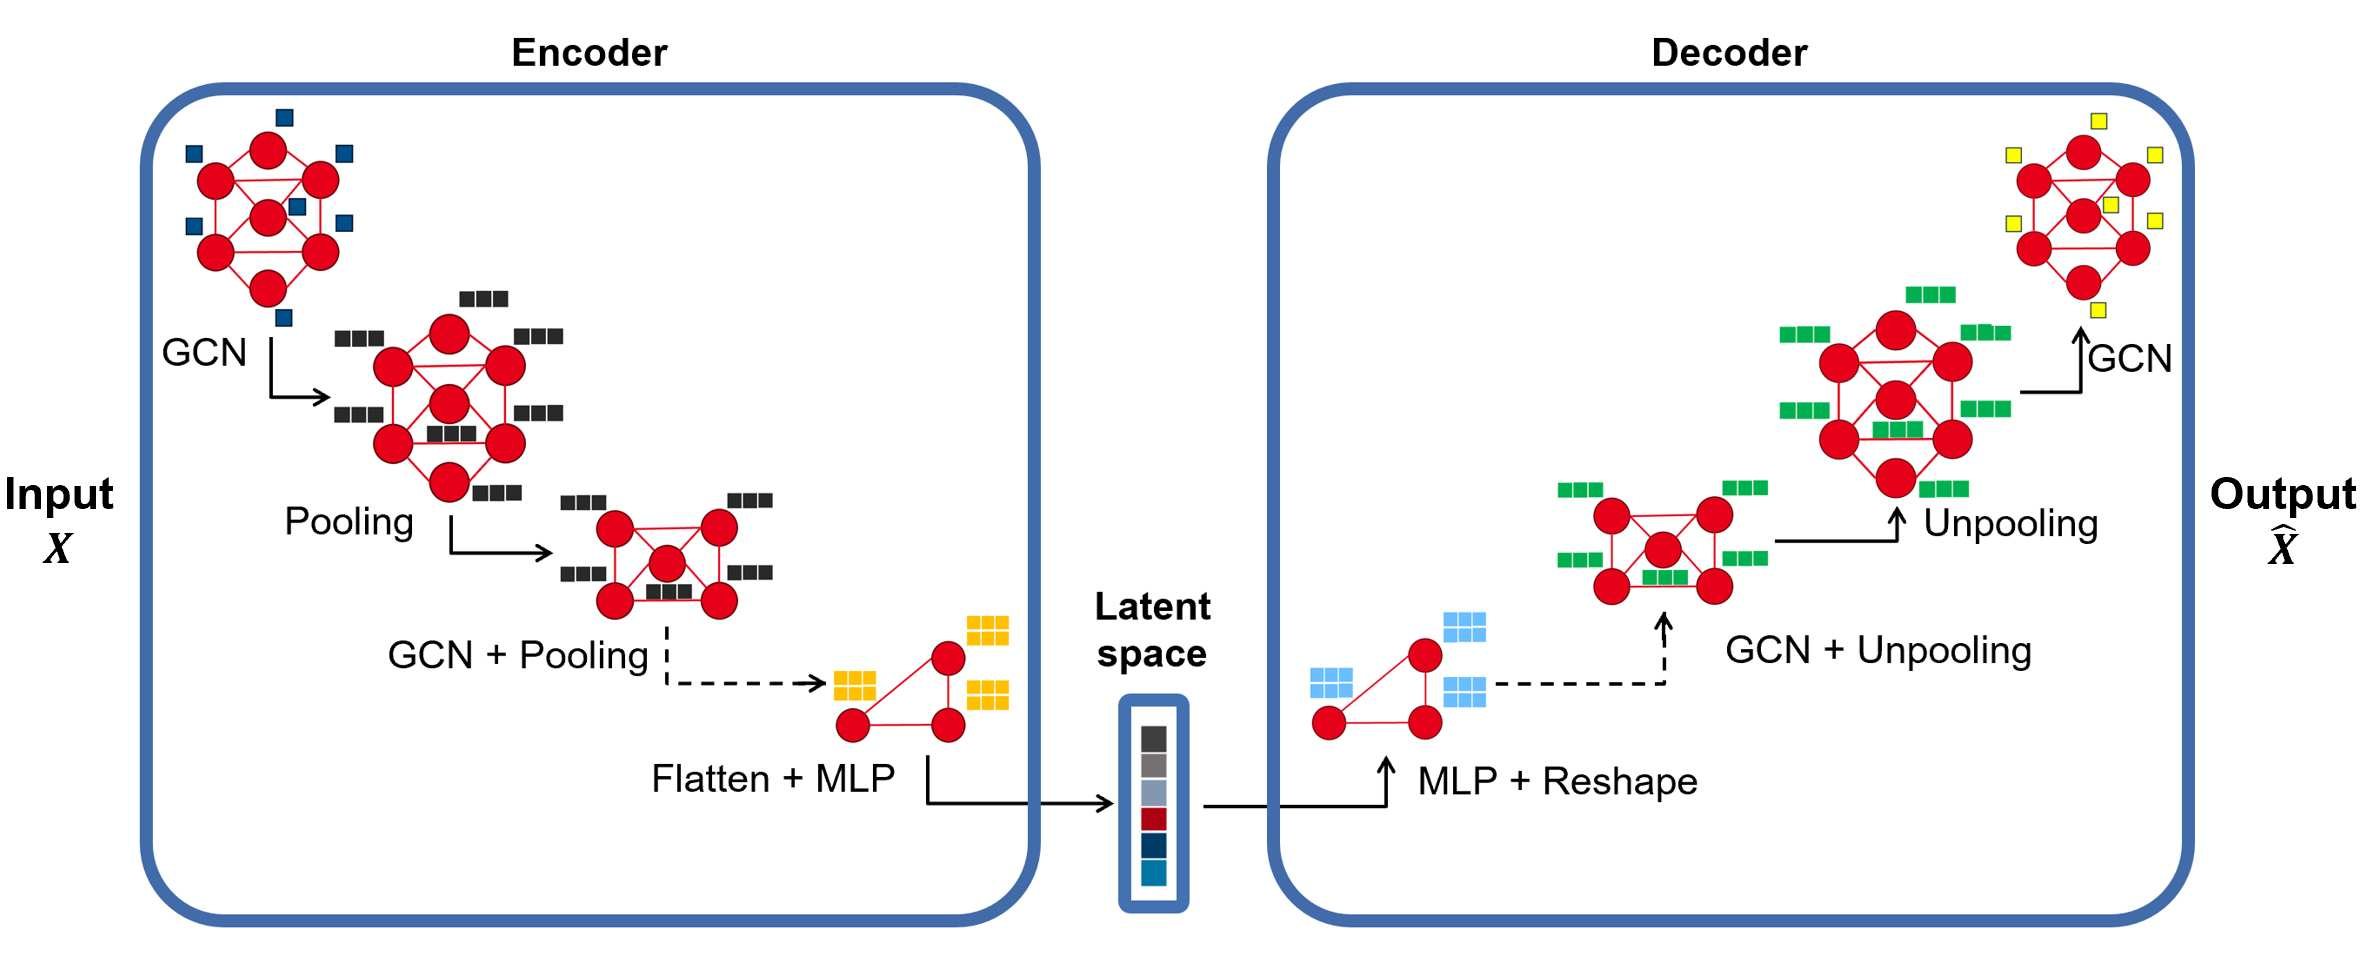 Encoder
Decoder
GCN
GCN
Pooling
Input
X
Output
X̂
Unpooling
GCN + Pooling
Latent
space
GCN + Unpooling
Flatten + MLP
MLP + Reshape